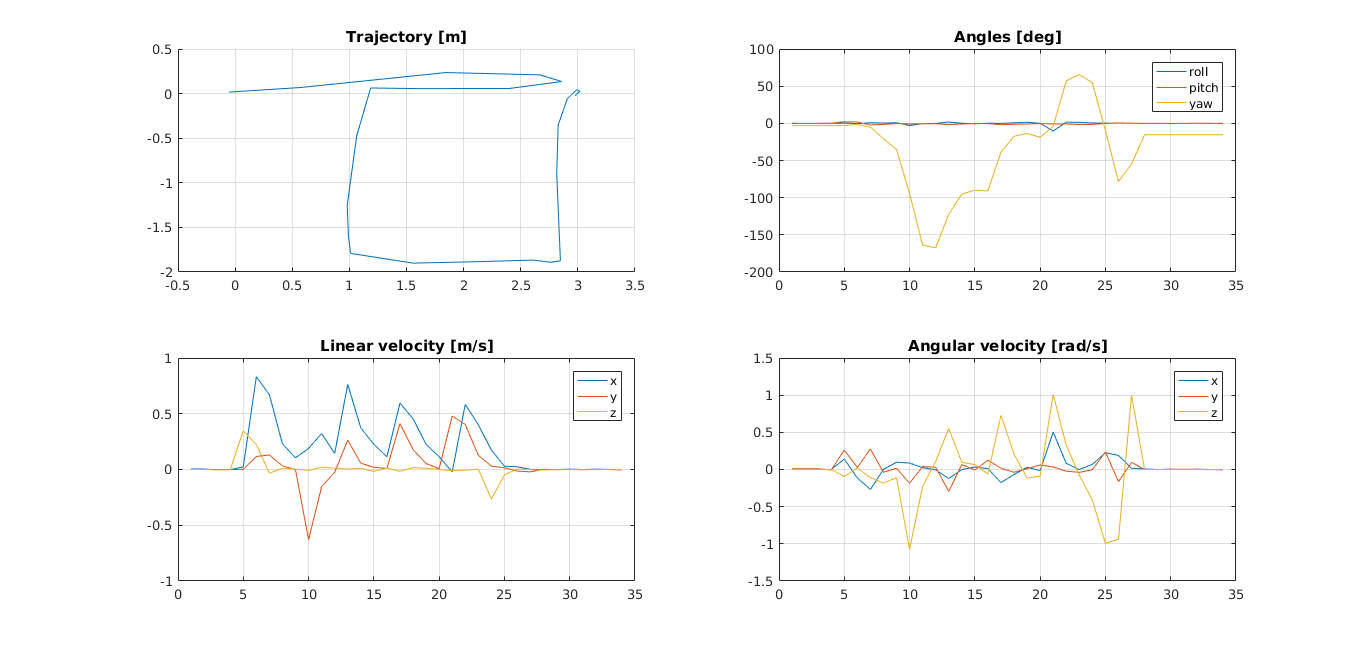 Trajectory [m]
0.5
0
-0.5
-1
-1.5
-2
-0.5 0 0.5 1 1.5 2 2.5 3 3.5
Angles [deg]
100
50
0
-50
-100
-150
-200
0 5 10 15 20 25 30 35
roll
pitch
yaw
Linear velocity [m/s]
1
0.5
0
-0.5
-1
0 5 10 15 20 25 30 35
x
y
z
Angular velocity [rad/s]
1.5
1
0.5
0
-0.5
-1
-1.5
0 5 10 15 20 25 30 35
x
y
z